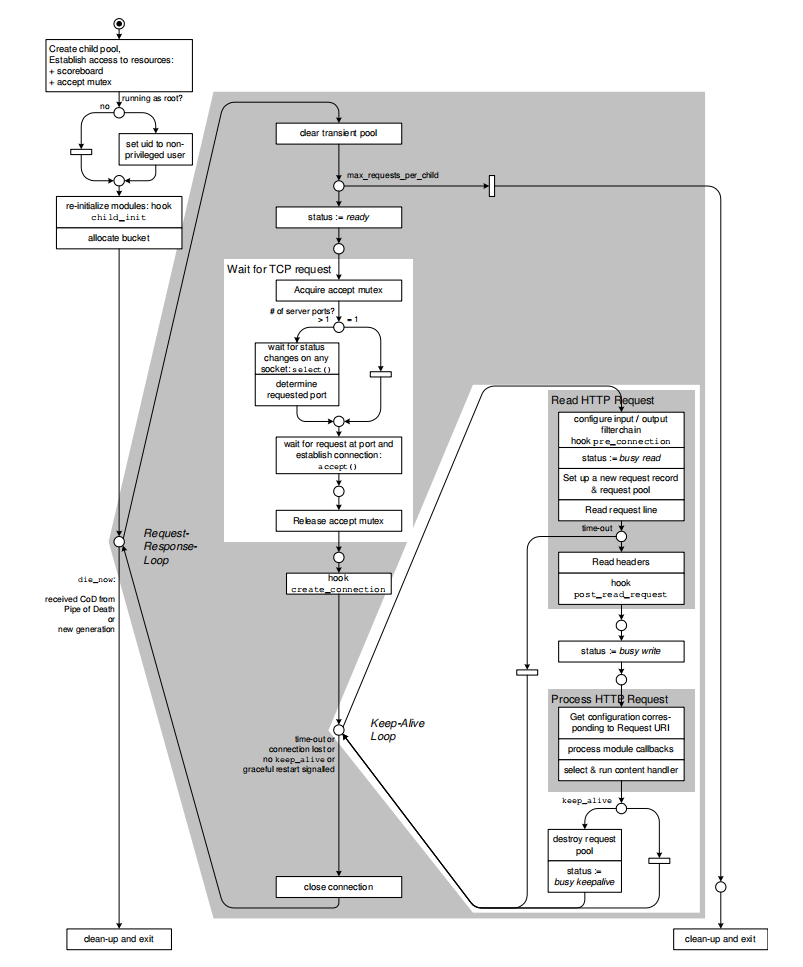 Create child pool,
Establish access to resources:
+ scoreboard
+ accept mutex
running as root?
no
set uid to non-
privileged user
re-initialize modules: hook
child_init
allocate bucket
clear transient pool
max_requests_per_child
status := ready
Wait for TCP request
Acquire accept mutex
# of server ports?
> 1
= 1
wait for status
changes on any
socket: select()
determine
requested port
wait for request at port and
establish connection:
accept()
Release accept mutex
hook
create_connection
Request-
Response-
Loop
die_now:
received CoD from
Pipe of Death
or
new generation
Keep-Alive
Loop
time-out or
connection lost or
no keep_alive or
graceful restart signalled
close connection
Read HTTP Request
configure input / output
filterchain
hook pre_connection
status := busy read
Set up a new request record
& request pool
Read request line
time-out
Read headers
hook
post_read_request
status := busy write
Process HTTP Request
Get configuration corres-
ponding to Request URI
process module callbacks
select & run content handler
keep_alive
destroy request
pool
status :=
busy keepalive
clean-up and exit
clean-up and exit